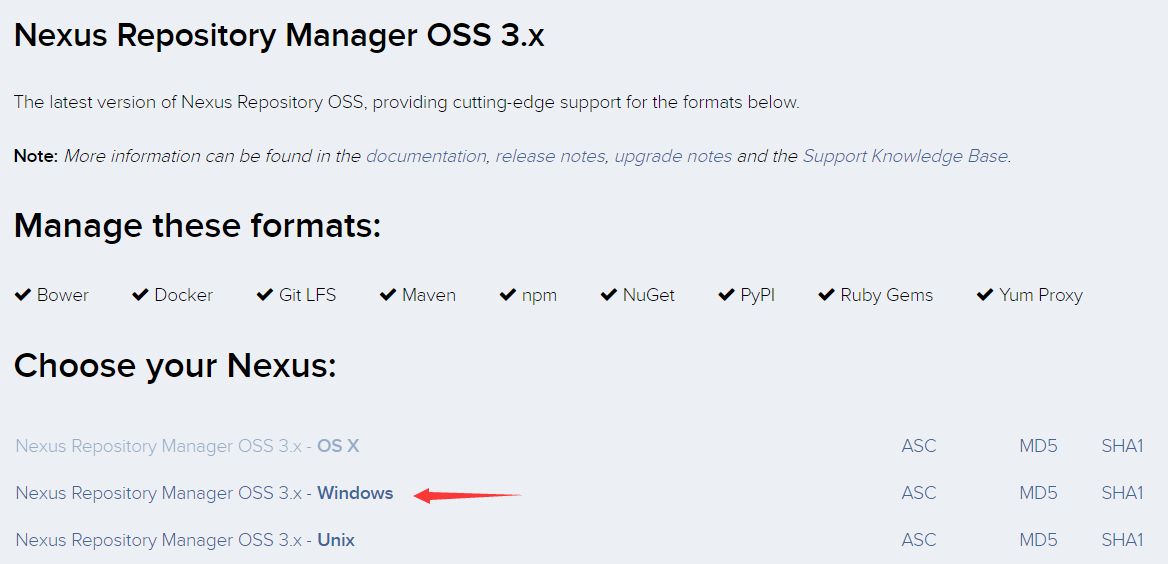 Nexus Repository Manager OSS 3.x
The latest version of Nexus Repository OSS, providing cutting-edge support for the formats below.
Note: More information can be found in the documentation, release notes, upgrade notes and the Support Knowledge Base.
Manage these formats:
Bower Docker Git LFS Maven npm NuGet PyPI Ruby Gems Yum Proxy
Choose your Nexus:
Nexus Repository Manager OSS 3.x - OS X ASC MD5 SHA1
Nexus Repository Manager OSS 3.x - Windows ASC MD5 SHA1
Nexus Repository Manager OSS 3.x - Unix ASC MD5 SHA1